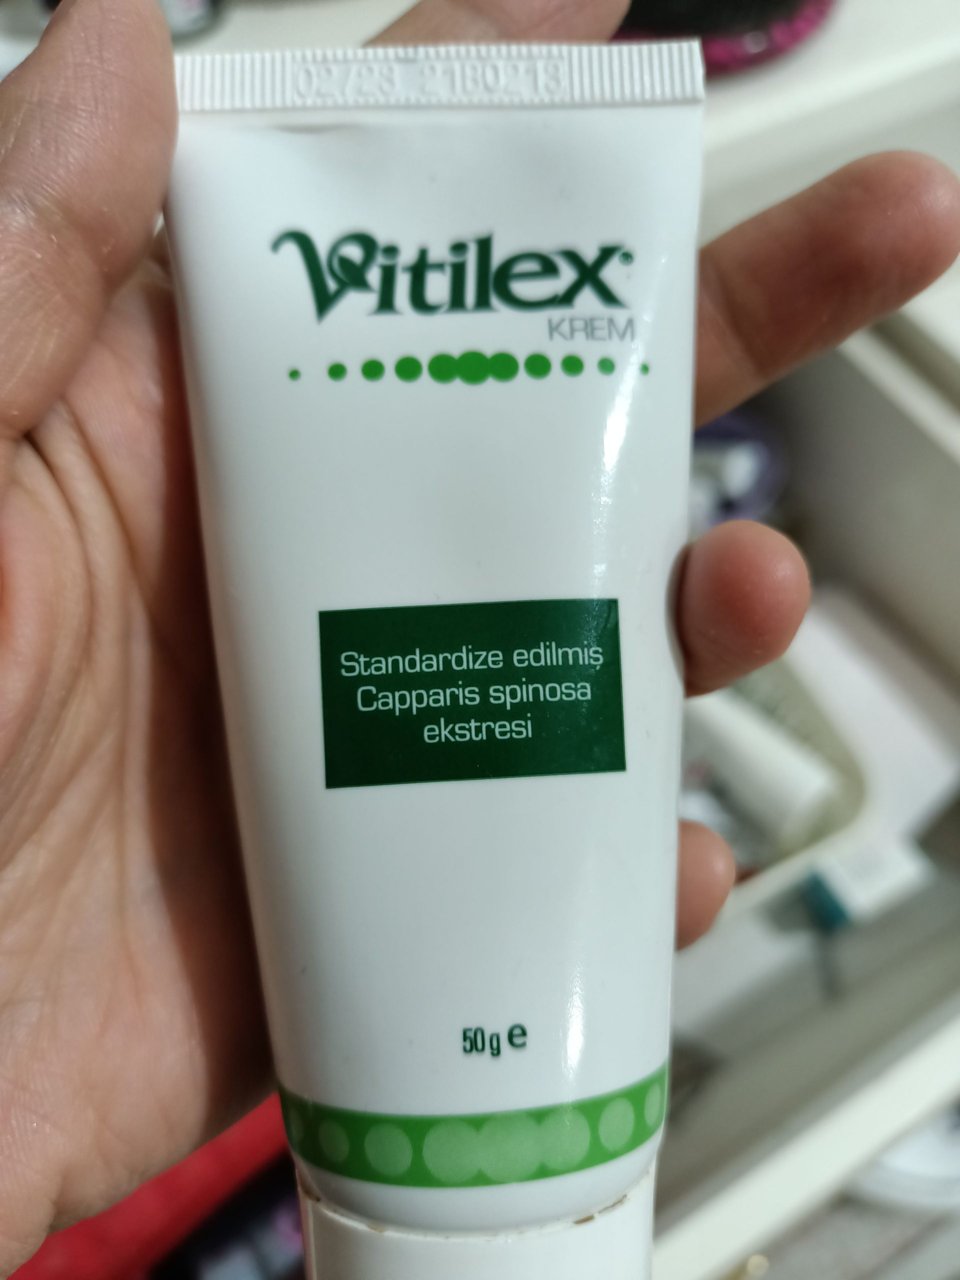 02/23 2180213
Vitilex
KREM
Standardize edilmiş
Capparis spinosa
ekstresi
50g e